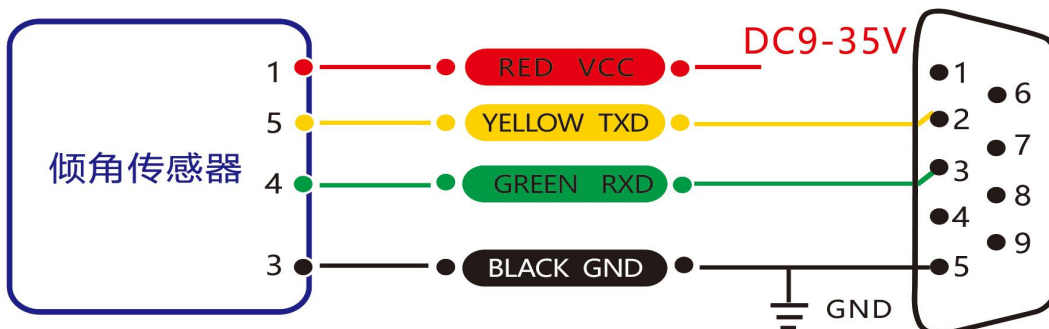 DC9-35V
1 RED VCC 1
6
5 YELLOW TXD 2
7
倾角传感器
4 GREEN RXD 3
8
4
9
3 BLACK GND 5
GND